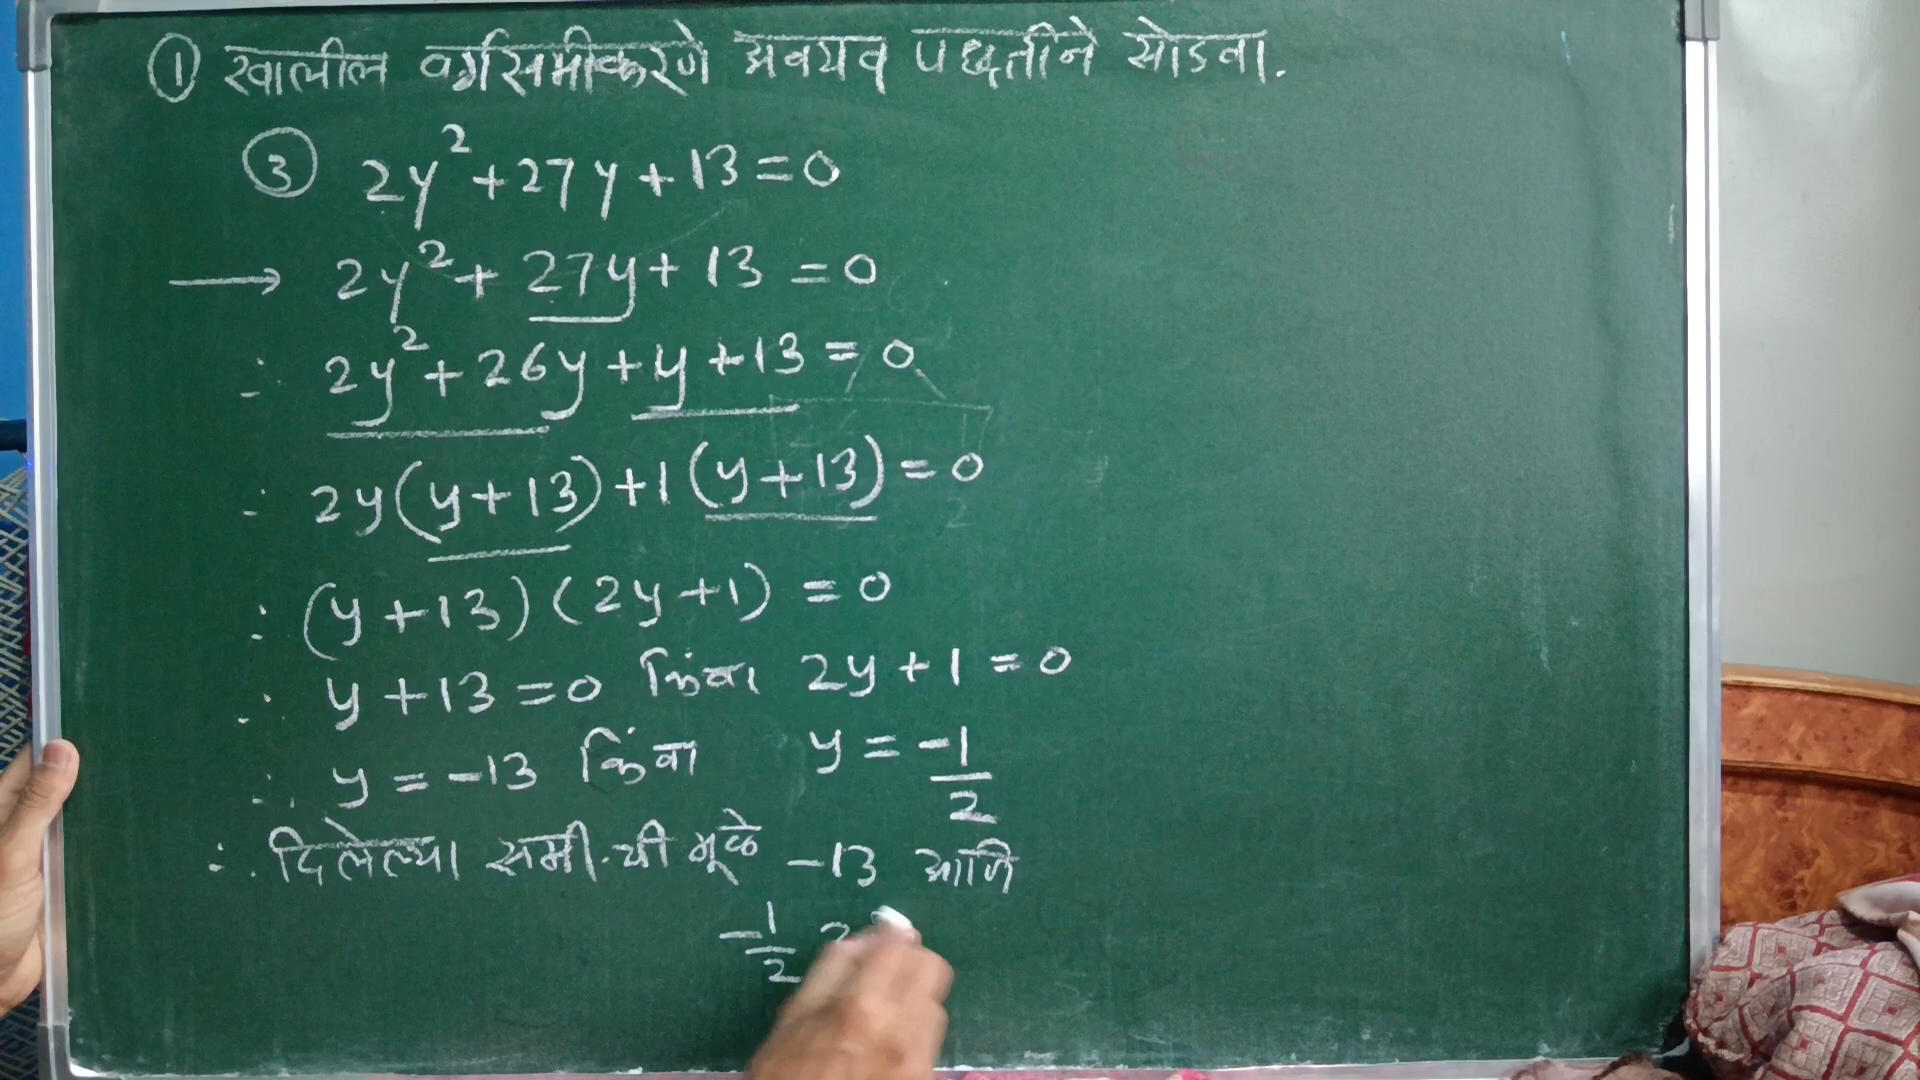 ① खालील वर्गसमीकरणे अवयव पद्धतीने सोडवा.
③ 2y² + 27y + 13 = 0
→ 2y² + 27y + 13 = 0
∴ 2y² + 26y + y + 13 = 0
∴ 2y(y + 13) + 1(y + 13) = 0
∴ (y + 13)(2y + 1) = 0
∴ y + 13 = 0 किंवा 2y + 1 = 0
∴ y = -13 किंवा y = -1/2
∴ दिलेल्या समी.ची मूळे -13 आणि
-1/2